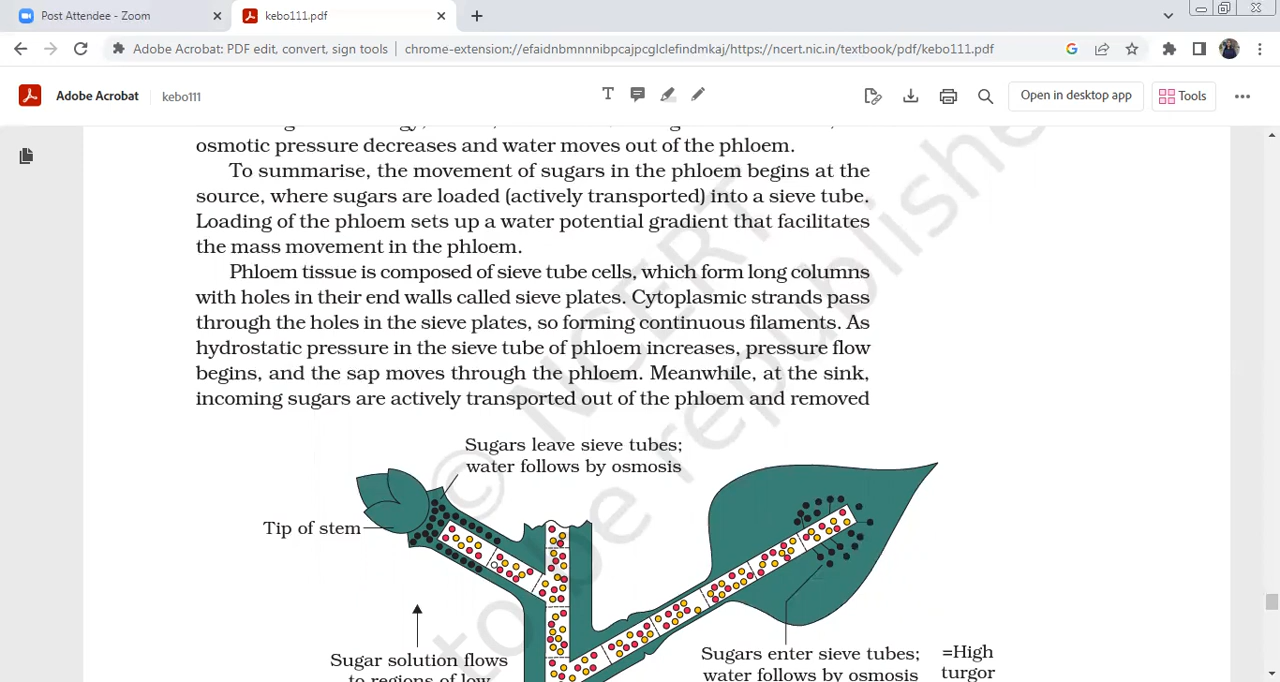 Post Attendee - Zoom
kebo111.pdf
Adobe Acrobat: PDF edit, convert, sign tools | chrome-extension://efaidnbmnnnibpcajpcglclefindmkaj/https://ncert.nic.in/textbook/pdf/kebo111.pdf
Adobe Acrobat kebo111
Open in desktop app
Tools
osmotic pressure decreases and water moves out of the phloem.
To summarise, the movement of sugars in the phloem begins at the
source, where sugars are loaded (actively transported) into a sieve tube.
Loading of the phloem sets up a water potential gradient that facilitates
the mass movement in the phloem.
Phloem tissue is composed of sieve tube cells, which form long columns
with holes in their end walls called sieve plates. Cytoplasmic strands pass
through the holes in the sieve plates, so forming continuous filaments. As
hydrostatic pressure in the sieve tube of phloem increases, pressure flow
begins, and the sap moves through the phloem. Meanwhile, at the sink,
incoming sugars are actively transported out of the phloem and removed
Sugars leave sieve tubes;
water follows by osmosis
Tip of stem
Sugar solution flows
to regions of low
Sugars enter sieve tubes;
water follows by osmosis
=High
turgor
© NCERT
to be republishe